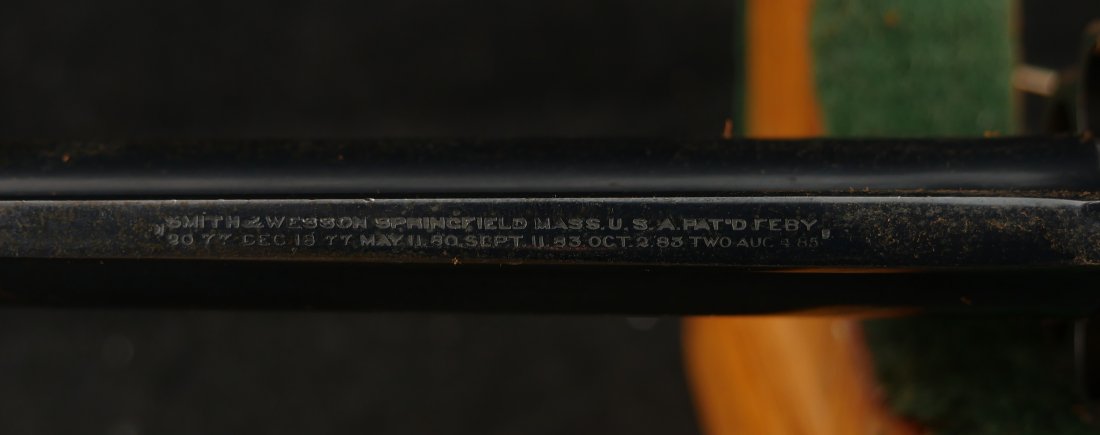 SMITH & WESSON SPRINGFIELD MASS. U.S.A. PAT'D. FEBY.
20. 77. DEC. 18. 77. MAY 11. 80. SEPT. 11. 83. OCT. 2. 83. TWO AUG. 4. 85.